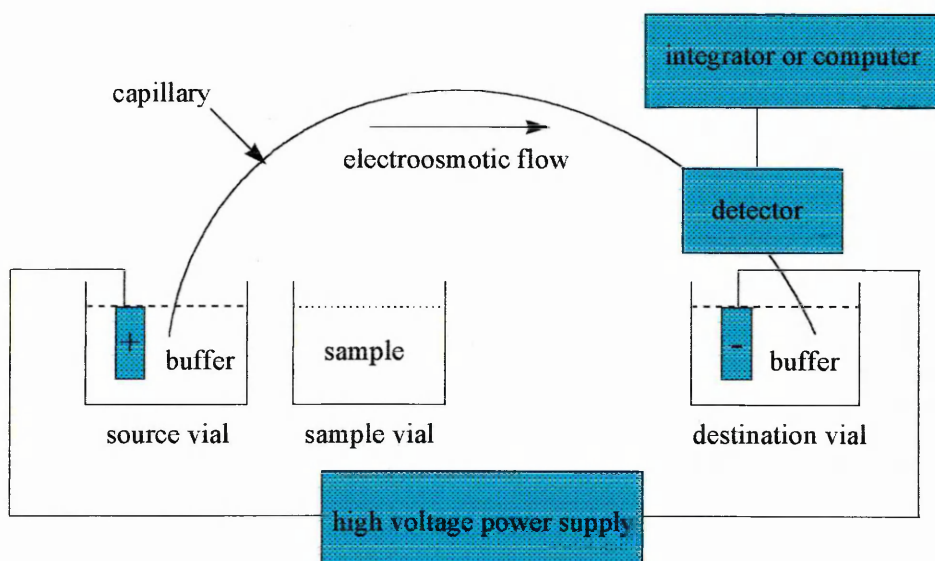 integrator or computer
capillary
electroosmotic flow
detector
+
buffer
sample
-
buffer
source vial
sample vial
destination vial
high voltage power supply